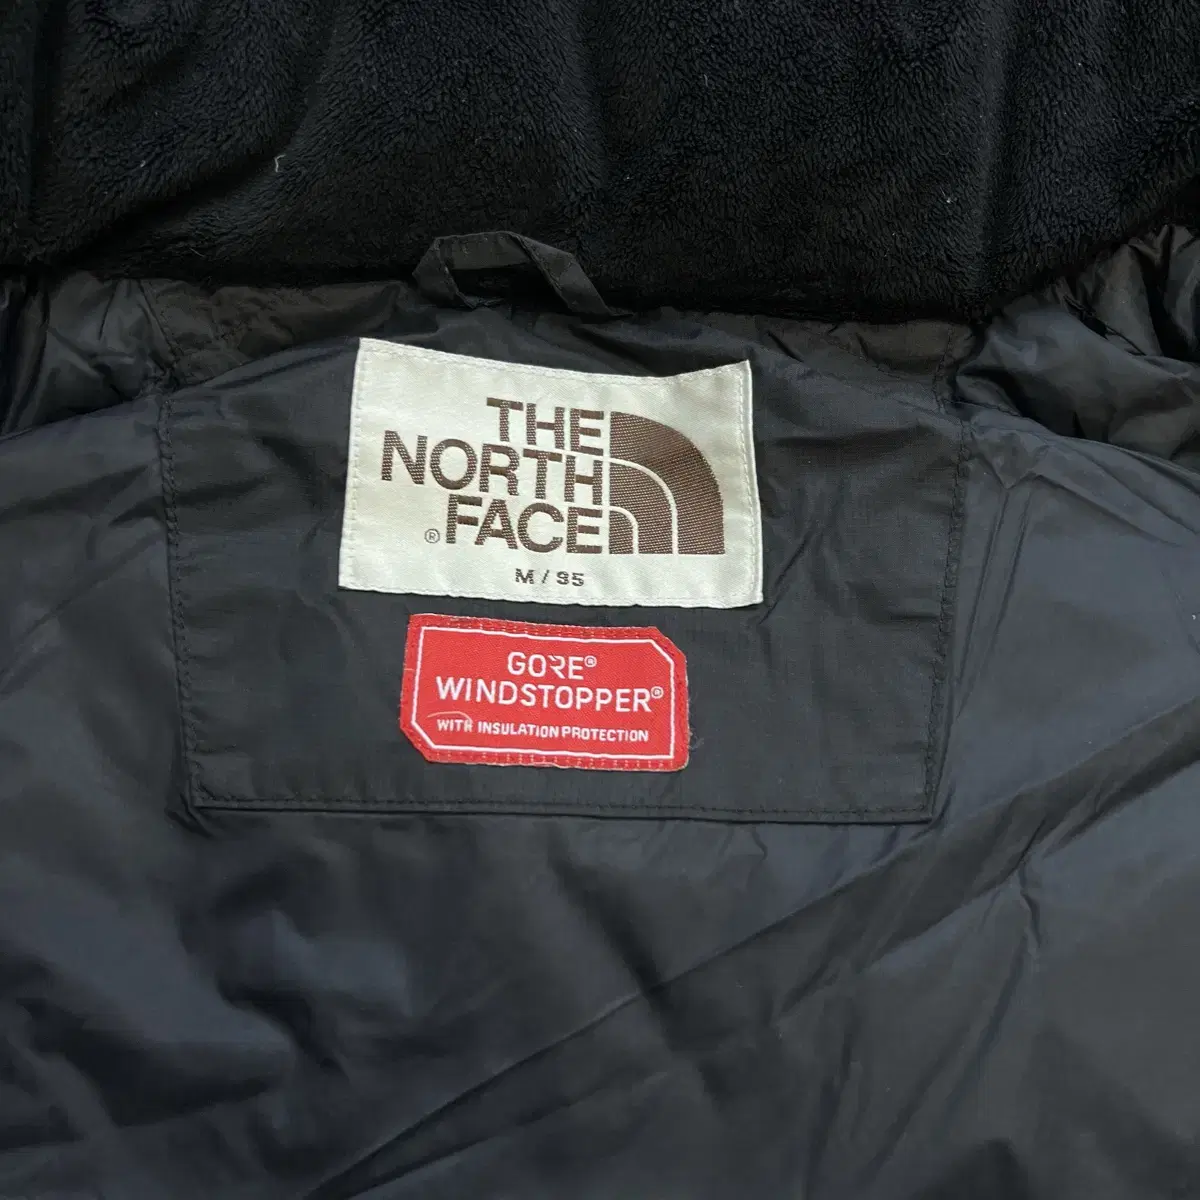 THE
NORTH
® FACE
M / 95
GORE®
WINDSTOPPER®
WITH INSULATION PROTECTION